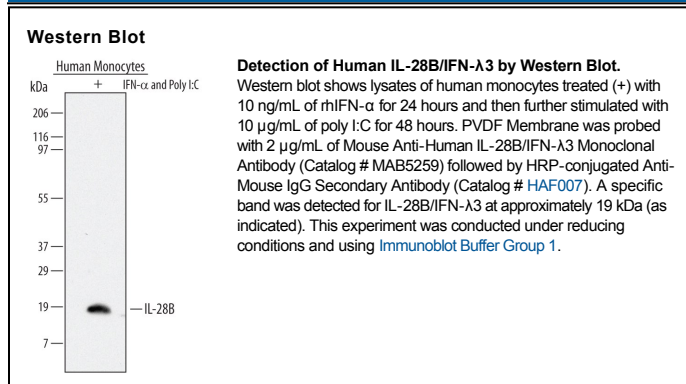 Western Blot
Human Monocytes
kDa
+ IFN-α and Poly I:C
206
116
97
55
37
29
19
7
IL-28B
Detection of Human IL-28B/IFN-λ3 by Western Blot.
Western blot shows lysates of human monocytes treated (+) with
10 ng/mL of rhIFN-α for 24 hours and then further stimulated with
10 µg/mL of poly I:C for 48 hours. PVDF Membrane was probed
with 2 µg/mL of Mouse Anti-Human IL-28B/IFN-λ3 Monoclonal
Antibody (Catalog # MAB5259) followed by HRP-conjugated Anti-
Mouse IgG Secondary Antibody (Catalog # HAF007). A specific
band was detected for IL-28B/IFN-λ3 at approximately 19 kDa (as
indicated). This experiment was conducted under reducing
conditions and using Immunoblot Buffer Group 1.